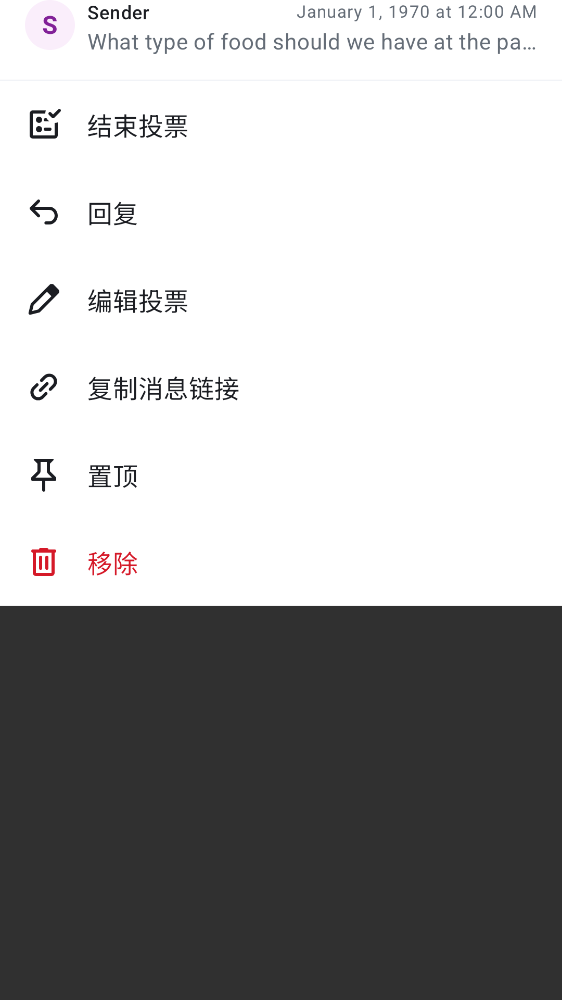 S
Sender
January 1, 1970 at 12:00 AM
What type of food should we have at the pa…
结束投票
回复
编辑投票
复制消息链接
置顶
移除